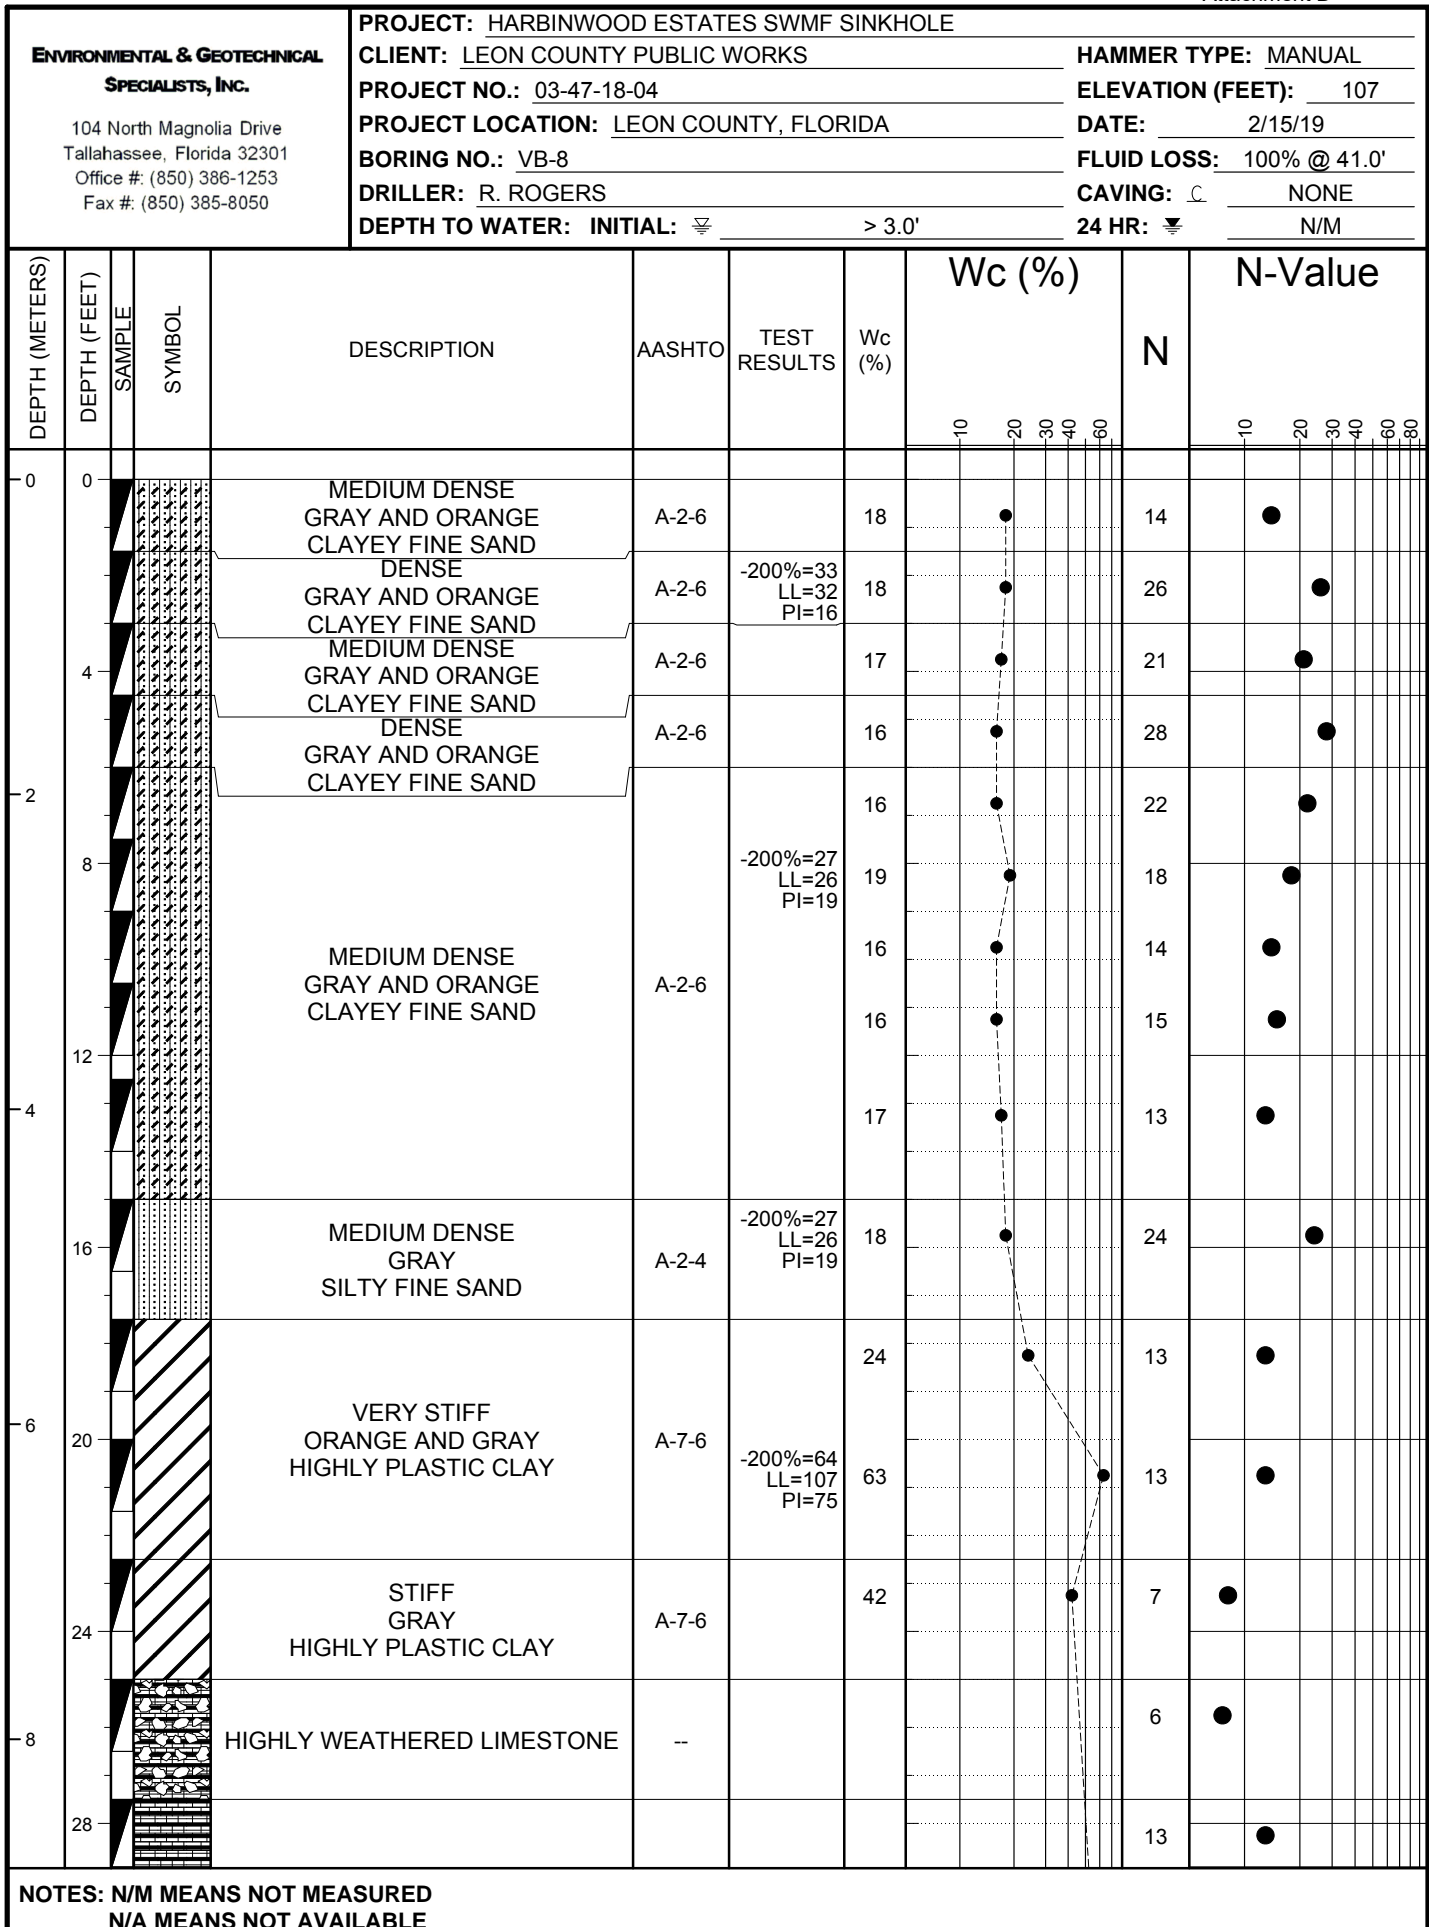 ENVIRONMENTAL & GEOTECHNICAL
SPECIALISTS, INC.
104 North Magnolia Drive
Tallahassee, Florida 32301
Office #: (850) 386-1253
Fax #: (850) 385-8050
PROJECT: HARBINWOOD ESTATES SWMF SINKHOLE
CLIENT: LEON COUNTY PUBLIC WORKS HAMMER TYPE: MANUAL
PROJECT NO.: 03-47-18-04 ELEVATION (FEET): 107
PROJECT LOCATION: LEON COUNTY, FLORIDA DATE: 2/15/19
BORING NO.: VB-8 FLUID LOSS: 100% @ 41.0'
DRILLER: R. ROGERS CAVING: C NONE
DEPTH TO WATER: INITIAL: > 3.0' 24 HR: N/M
DEPTH (METERS)
DEPTH (FEET)
SAMPLE
SYMBOL
DESCRIPTION
AASHTO
TEST
RESULTS
Wc
(%)
Wc (%)
10 20 30 40 60
N
N-Value
10 20 30 40 60 80
0 0
MEDIUM DENSE
GRAY AND ORANGE A-2-6 18 14
CLAYEY FINE SAND
DENSE -200%=33
GRAY AND ORANGE A-2-6 LL=32 18 26
CLAYEY FINE SAND PI=16
MEDIUM DENSE
GRAY AND ORANGE A-2-6 17 21
4
CLAYEY FINE SAND
DENSE A-2-6 16 28
GRAY AND ORANGE
CLAYEY FINE SAND
2
16 22
8 -200%=27
LL=26 19 18
PI=19
16 14
MEDIUM DENSE
GRAY AND ORANGE A-2-6
CLAYEY FINE SAND
16 15
12
4
17 13
-200%=27
MEDIUM DENSE LL=26 18 24
16 GRAY A-2-4 PI=19
SILTY FINE SAND
24 13
VERY STIFF
6
20 ORANGE AND GRAY A-7-6
HIGHLY PLASTIC CLAY -200%=64
LL=107 63 13
PI=75
STIFF 42 7
GRAY A-7-6
24
HIGHLY PLASTIC CLAY
6
8 HIGHLY WEATHERED LIMESTONE --
28
13
NOTES: N/M MEANS NOT MEASURED
N/A MEANS NOT AVAILABLE